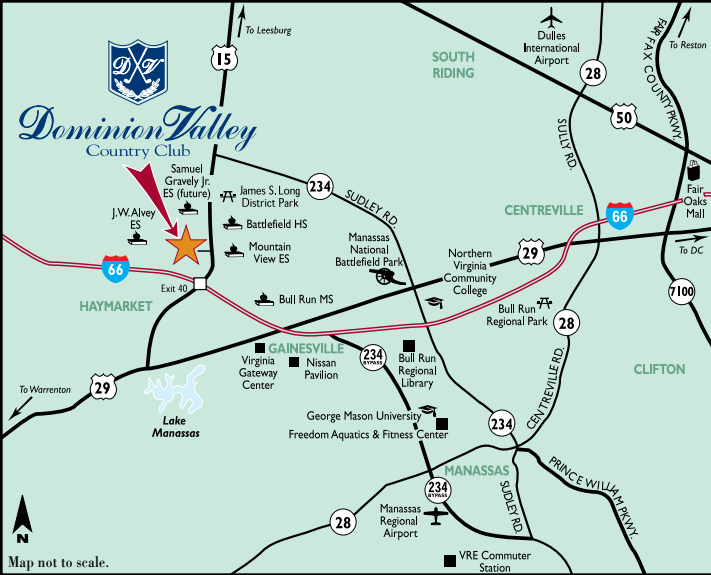 To Leesburg
15
DV
Dominion Valley
Country Club
SOUTH
RIDING
Dulles
International
Airport
28
FAIRFAX COUNTY PKWY.
To Reston
50
SULLY RD.
Samuel
Gravely Jr.
ES (future)
James S. Long
District Park
234
SUDLEY RD.
Fair
Oaks
Mall
J.W. Alvey
ES
Battlefield HS
Mountain
View ES
Manassas
National
Battlefield Park
CENTREVILLE
66
29
To DC
Northern
Virginia
Community
College
66
Exit 40
HAYMARKET
Bull Run MS
Bull Run
Regional Park
7100
28
GAINESVILLE
Virginia
Gateway
Center
Nissan
Pavilion
234
BYPASS
Bull Run
Regional
Library
CENTREVILLE RD.
CLIFTON
To Warrenton
29
Lake
Manassas
George Mason University
Freedom Aquatics & Fitness Center
234
MANASSAS
PRINCE WILLIAM PKWY.
234
BYPASS
SUDLEY RD.
Manassas
Regional
Airport
28
VRE Commuter
Station
N
Map not to scale.